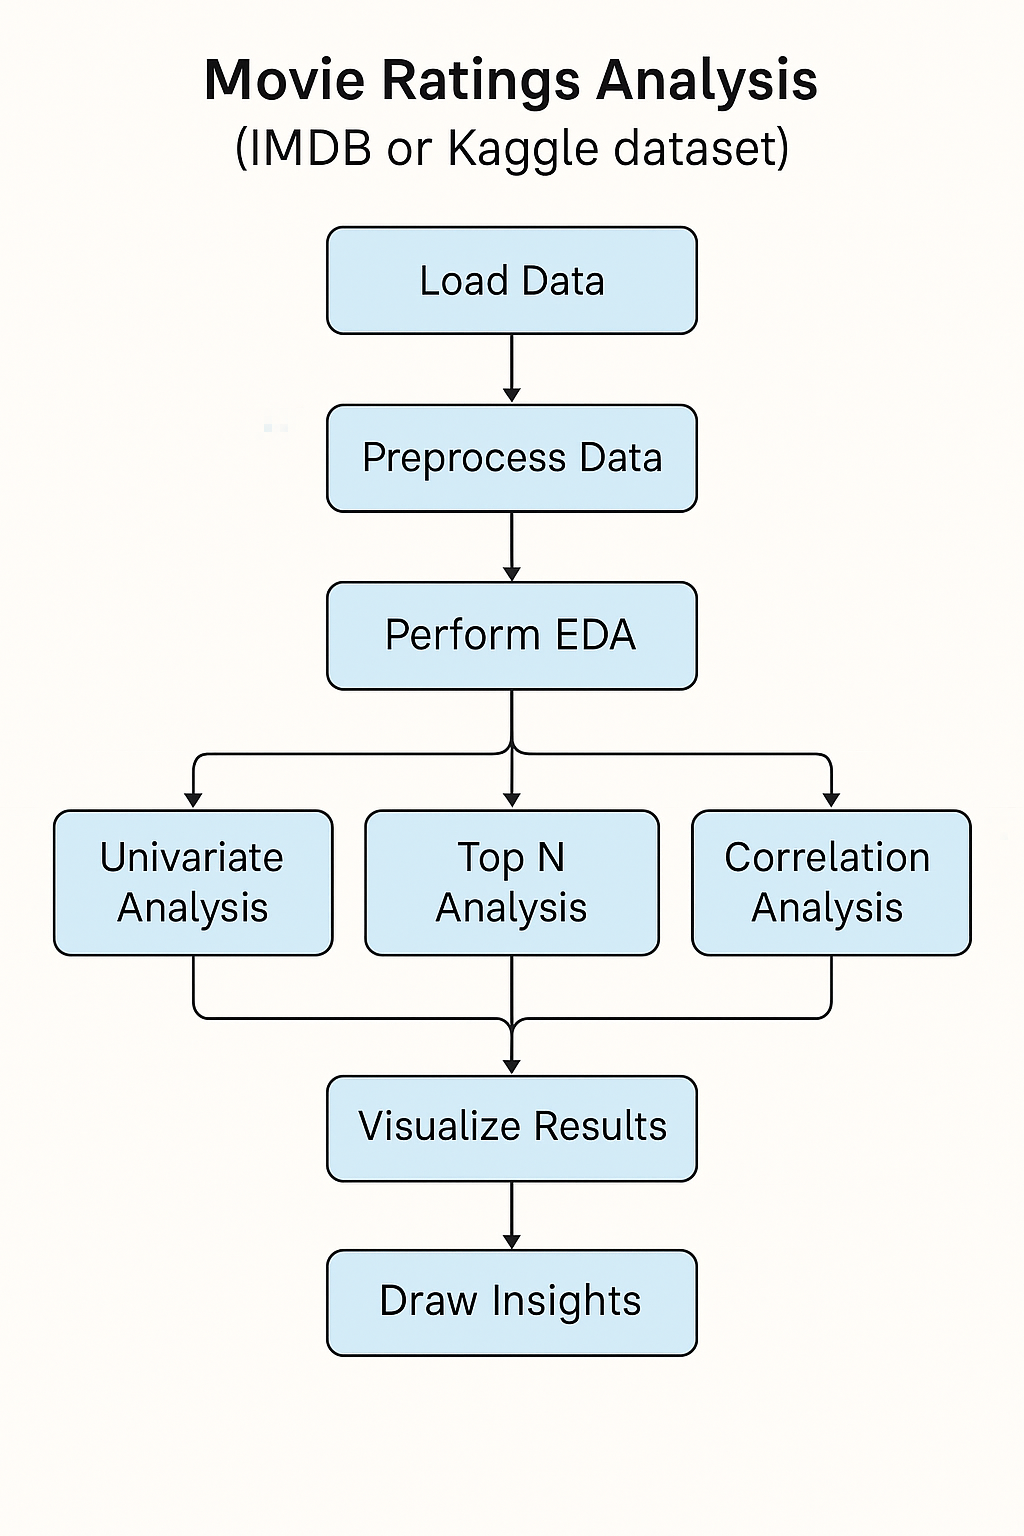 Movie Ratings Analysis
(IMDB or Kaggle dataset)
Load Data
Preprocess Data
Perform EDA
Univariate
Analysis
Top N
Analysis
Correlation
Analysis
Visualize Results
Draw Insights